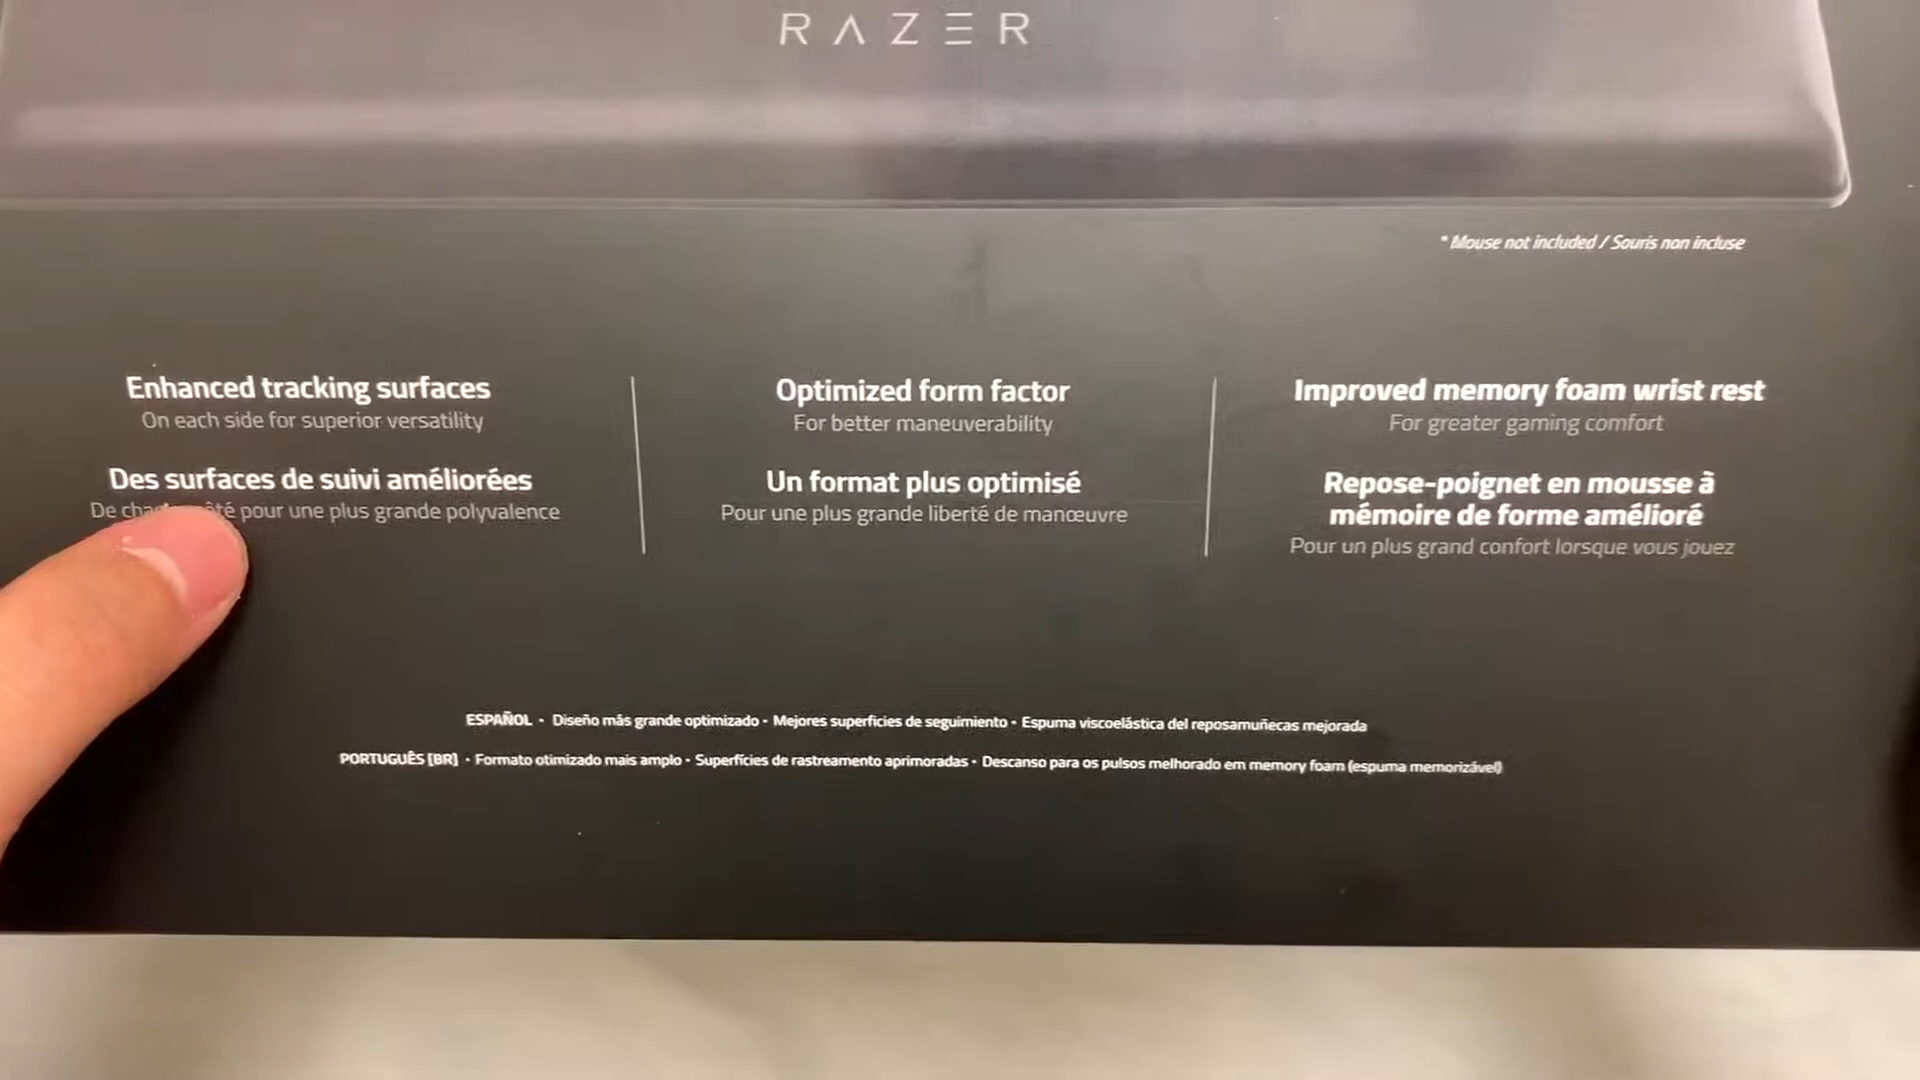 RAZER
* Mouse not included / Souris non incluse
Enhanced tracking surfaces
On each side for superior versatility
Des surfaces de suivi améliorées
De pour une plus grande polyvalence
Optimized form factor
For better maneuverability
Un format plus optimisé
Pour une plus grande liberté de manœuvre
Improved memory foam wrist rest
For greater gaming comfort
Repose-poignet en mousse à
mémoire de forme amélioré
Pour un plus grand confort lorsque vous jouez
ESPAÑOL • Diseño más grande optimizado • Mejores superficies de seguimiento • Espuma viscoelástica del reposamuñecas mejorada
PORTUGUÊS [BR] • Formato otimizado mais amplo • Superfícies de rastreamento aprimoradas • Descanso para os pulsos melhorado em memory foam (espuma memorizável)